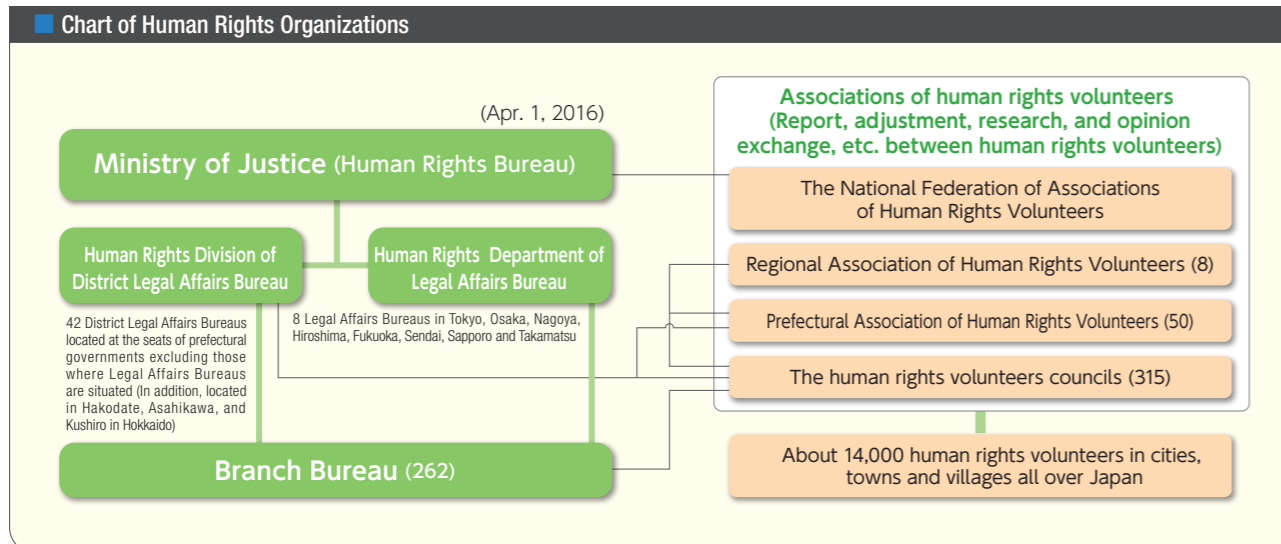 Chart of Human Rights Organizations
(Apr. 1, 2016)
Ministry of Justice (Human Rights Bureau)
Human Rights Division of
District Legal Affairs Bureau
Human Rights Department of
Legal Affairs Bureau
42 District Legal Affairs Bureaus
located at the seats of prefectural
governments excluding those
where Legal Affairs Bureaus
are situated (In addition, located
in Hakodate, Asahikawa, and
Kushiro in Hokkaido)
8 Legal Affairs Bureaus in Tokyo, Osaka, Nagoya,
Hiroshima, Fukuoka, Sendai, Sapporo and Takamatsu
Branch Bureau (262)
Associations of human rights volunteers
(Report, adjustment, research, and opinion
exchange, etc. between human rights volunteers)
The National Federation of Associations
of Human Rights Volunteers
Regional Association of Human Rights Volunteers (8)
Prefectural Association of Human Rights Volunteers (50)
The human rights volunteers councils (315)
About 14,000 human rights volunteers in cities,
towns and villages all over Japan